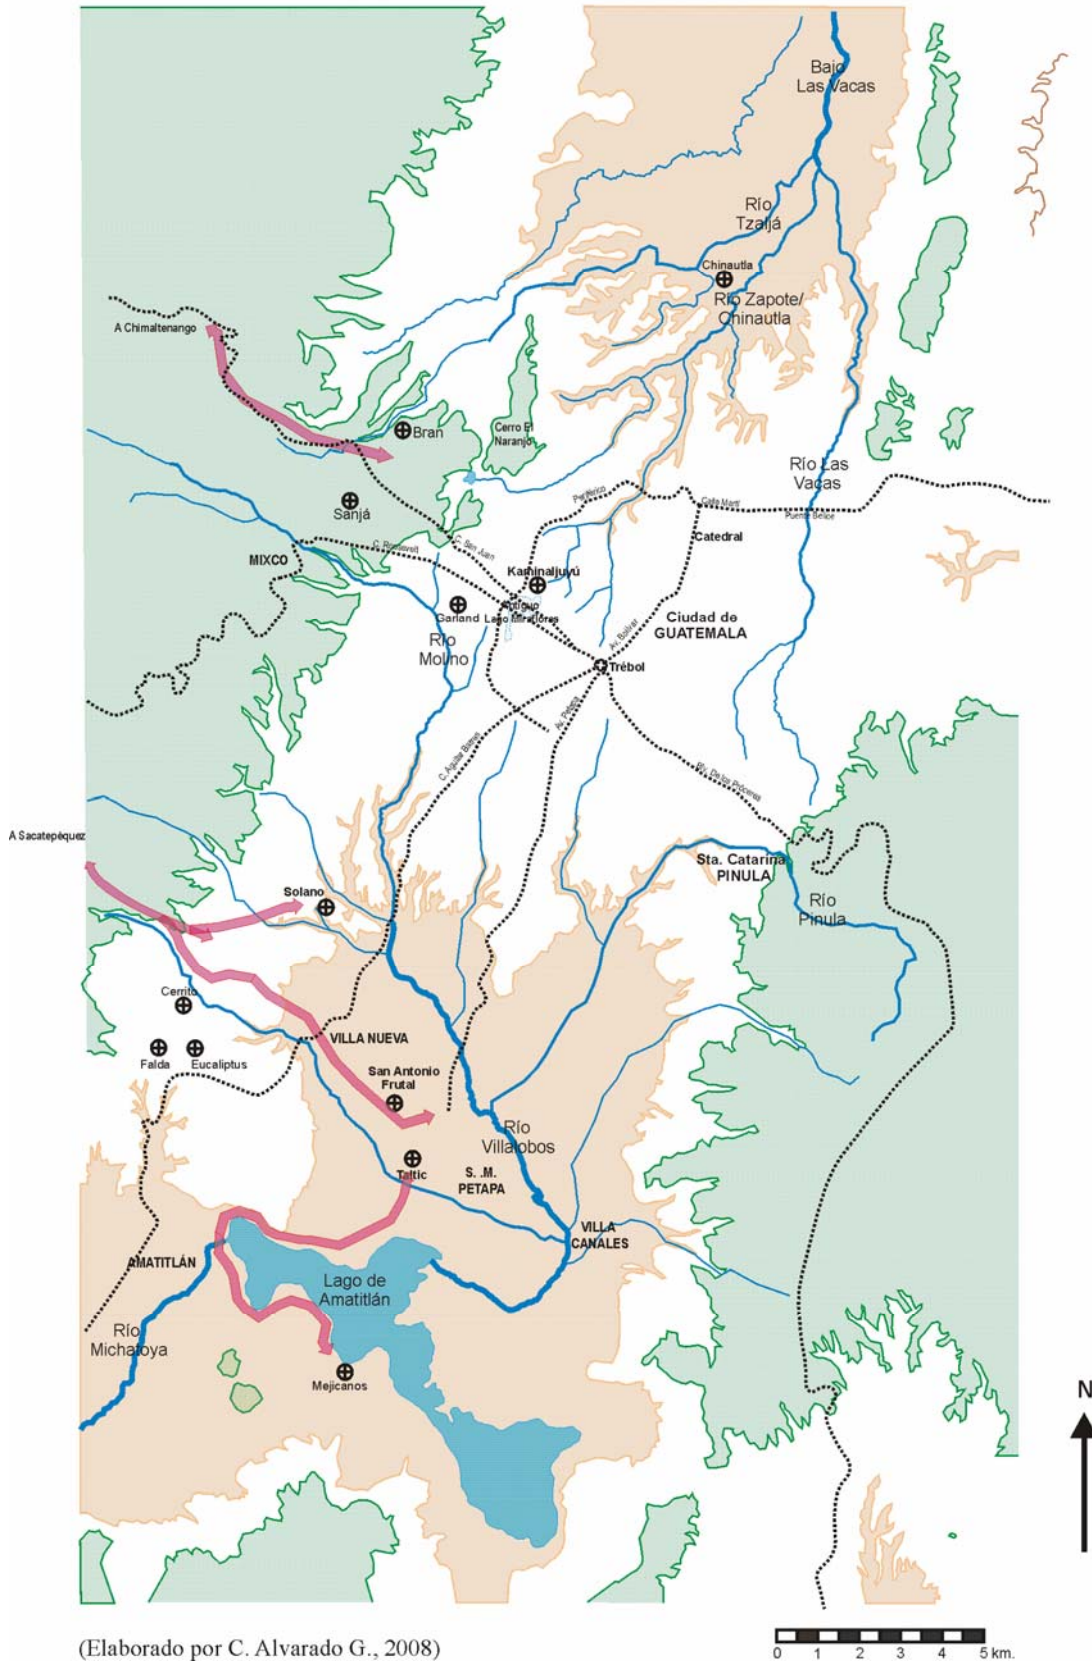 Bajo
Las Vacas
Río
Tzaljá
Chinautla
Río Zapote/
Chinautla
A Chimaltenango
Bran
Cerro El
Naranjo
Río Las
Vacas
Sanjá
Periférico
Calle Martí
Puente Belice
C. Roosevelt
C. San Juan
MIXCO
Catedral
Kaminaljuyú
Garland
Antiguo
Lago Miraflores
Río
Molino
Ciudad de
GUATEMALA
Av. Bolívar
Trébol
Av. Petapa
C. Aguilar Batres
Blv. De los Próceres
A Sacatepéquez
Sta. Catarina
PINULA
Solano
Río
Pinula
Cerrito
VILLA NUEVA
Falda
Eucaliptus
San Antonio
Frutal
Río
Villalobos
Taltic
S. .M.
PETAPA
VILLA
CANALES
AMATITLÁN
Lago de
Amatitlán
Río
Michatoya
Mejicanos
N
(Elaborado por C. Alvarado G., 2008)
0 1 2 3 4 5 km.